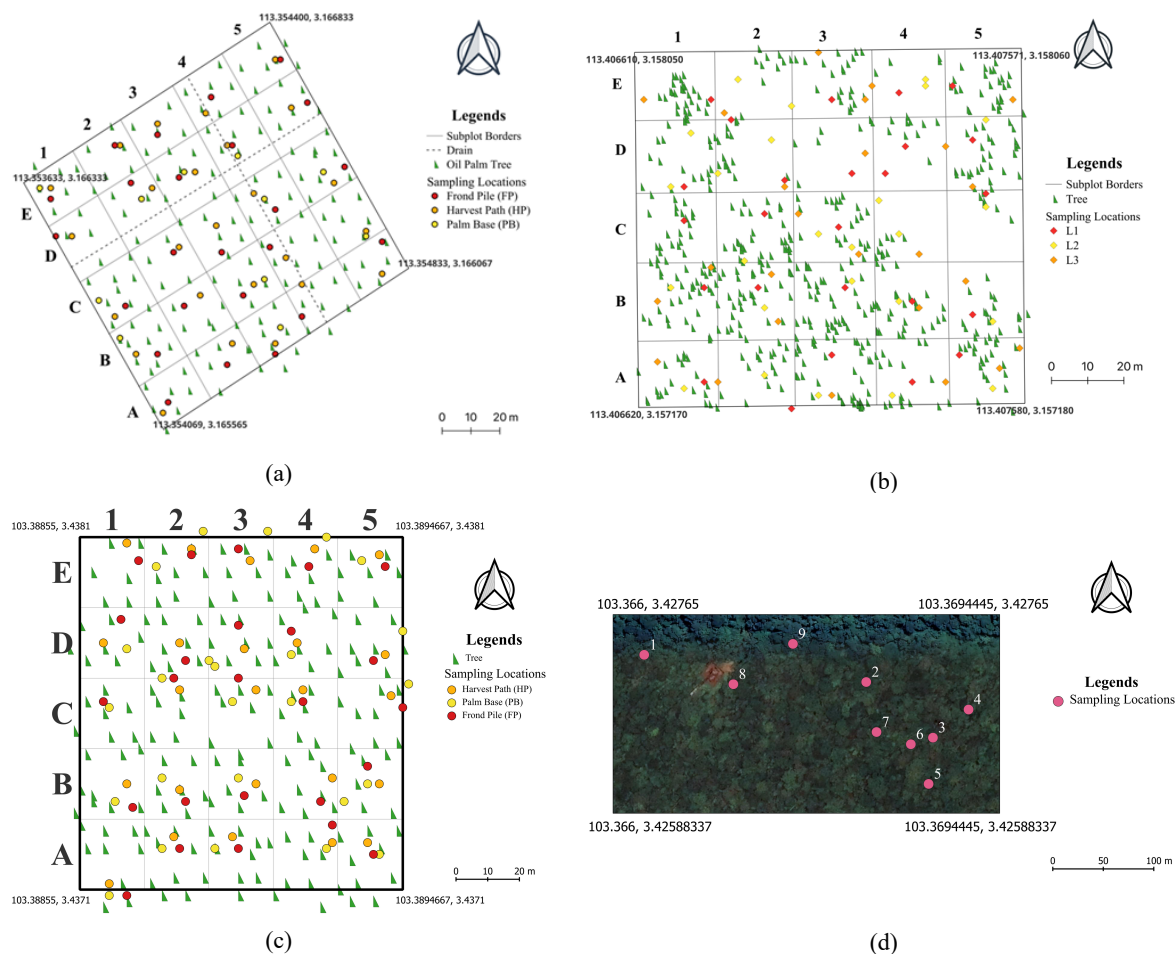 113.354400, 3.166833
5
4
3
2
1
113.353633, 3.166333
E
D
C
B
A
113.354833, 3.166067
113.354069, 3.165565
Legends
Subplot Borders
Drain
Oil Palm Tree
Sampling Locations
Frond Pile (FP)
Harvest Path (HP)
Palm Base (PB)
0 10 20 m
(a)
1 2 3 4 5
113.406610, 3.158050
113.407571, 3.158060
E
D
C
B
A
113.406620, 3.157170
113.407580, 3.157180
Legends
Subplot Borders
Tree
Sampling Locations
L1
L2
L3
0 10 20 m
(b)
1 2 3 4 5
103.38855, 3.4381
103.3894667, 3.4381
E
D
C
B
A
103.38855, 3.4371
103.3894667, 3.4371
Legends
Tree
Sampling Locations
Harvest Path (HP)
Palm Base (PB)
Frond Pile (FP)
0 10 20 m
(c)
103.366, 3.42765
103.3694445, 3.42765
1
9
8
2
4
7
6
3
5
103.366, 3.42588337
103.3694445, 3.42588337
Legends
Sampling Locations
0 50 100 m
(d)